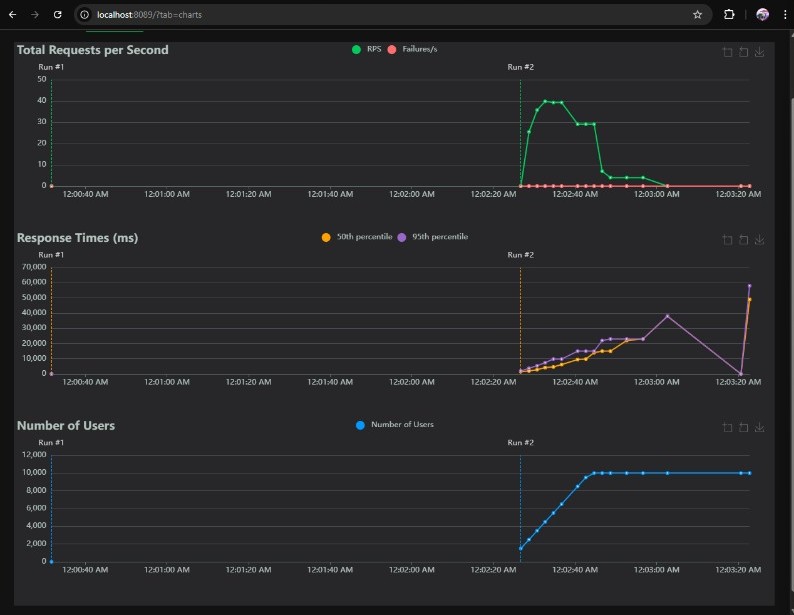 localhost:8089/?tab=charts
Total Requests per Second
RPS Failures/s
Run #1 Run #2
50
40
30
20
10
0
12:00:40 AM 12:01:00 AM 12:01:20 AM 12:01:40 AM 12:02:00 AM 12:02:20 AM 12:02:40 AM 12:03:00 AM 12:03:20 AM
Response Times (ms)
50th percentile 95th percentile
Run #1 Run #2
70,000
60,000
50,000
40,000
30,000
20,000
10,000
0
12:00:40 AM 12:01:00 AM 12:01:20 AM 12:01:40 AM 12:02:00 AM 12:02:20 AM 12:02:40 AM 12:03:00 AM 12:03:20 AM
Number of Users
Number of Users
Run #1 Run #2
12,000
10,000
8,000
6,000
4,000
2,000
0
12:00:40 AM 12:01:00 AM 12:01:20 AM 12:01:40 AM 12:02:00 AM 12:02:20 AM 12:02:40 AM 12:03:00 AM 12:03:20 AM